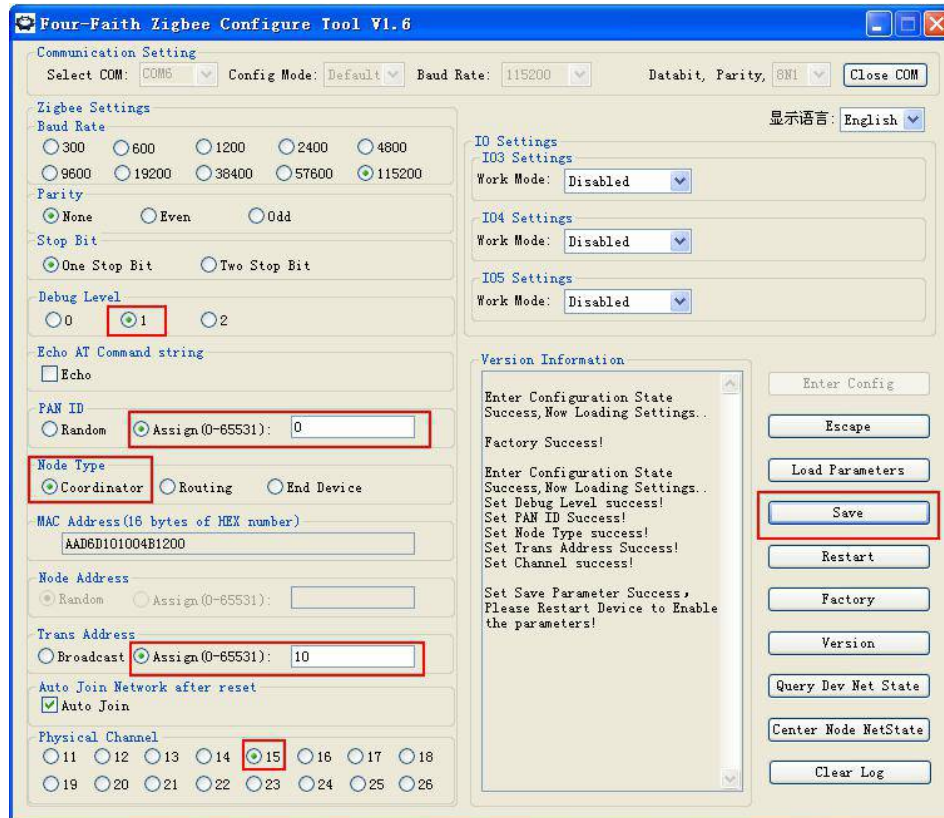 Four-Faith Zigbee Configure Tool V1.6
Communication Setting
Select COM: COM6 Config Mode: Default Baud Rate: 115200 Databit, Parity, 8N1 Close COM
显示语言: English
Zigbee Settings
Baud Rate
300 600 1200 2400 4800
9600 19200 38400 57600 115200
Parity
None Even Odd
Stop Bit
One Stop Bit Two Stop Bit
Debug Level
0 1 2
Echo AT Command string
Echo
PAN ID
Random Assign(0-65531): 0
Node Type
Coordinator Routing End Device
MAC Address(16 bytes of HEX number)
AAD6D101004B1200
Node Address
Random Assign(0-65531):
Trans Address
Broadcast Assign(0-65531): 10
Auto Join Network after reset
Auto Join
Physical Channel
11 12 13 14 15 16 17 18
19 20 21 22 23 24 25 26
IO Settings
IO3 Settings
Work Mode: Disabled
IO4 Settings
Work Mode: Disabled
IO5 Settings
Work Mode: Disabled
Version Information
Enter Configuration State
Success,Now Loading Settings..
Factory Success!
Enter Configuration State
Success,Now Loading Settings..
Set Debug Level success!
Set PAN ID Success!
Set Node Type success!
Set Trans Address Success!
Set Channel success!
Set Save Parameter Success,
Please Restart Device to Enable
the parameters!
Enter Config
Escape
Load Parameters
Save
Restart
Factory
Version
Query Dev Net State
Center Node NetState
Clear Log